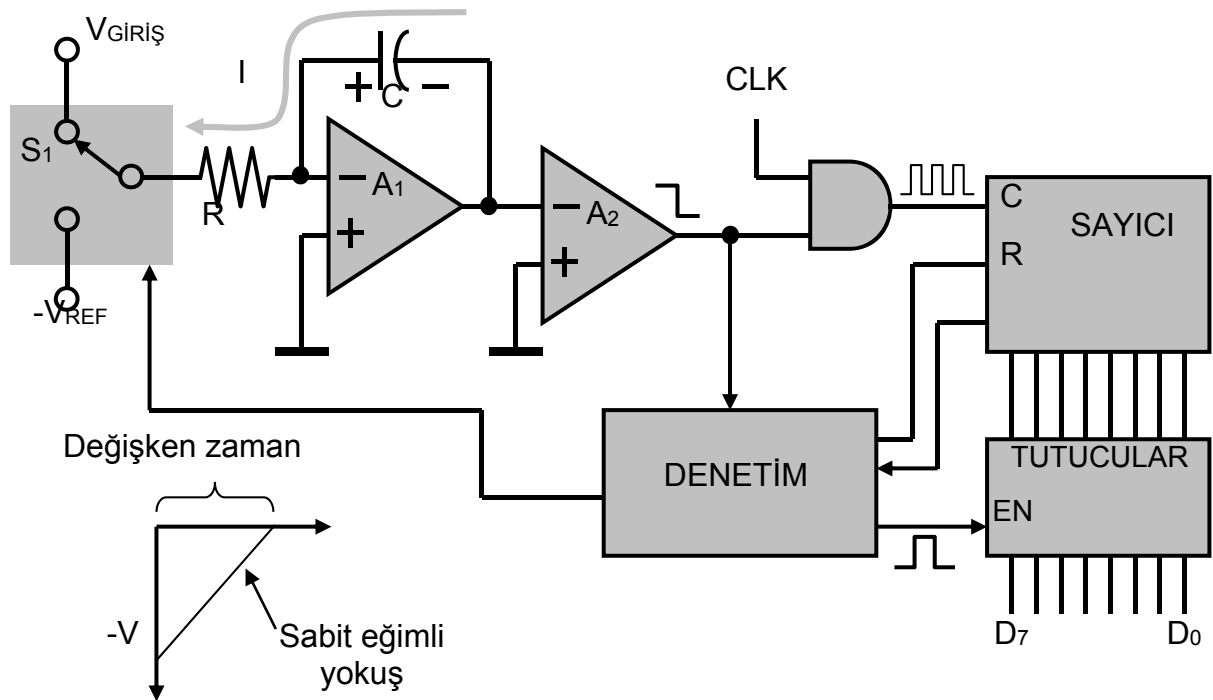 VGİRİŞ
I
+ C −
CLK
S1
R
− A1
+
− A2
+
C
SAYICI
R
-VREF
Değişken zaman
DENETİM
TUTUCULAR
EN
-V
Sabit eğimli
yokuş
D7
D0